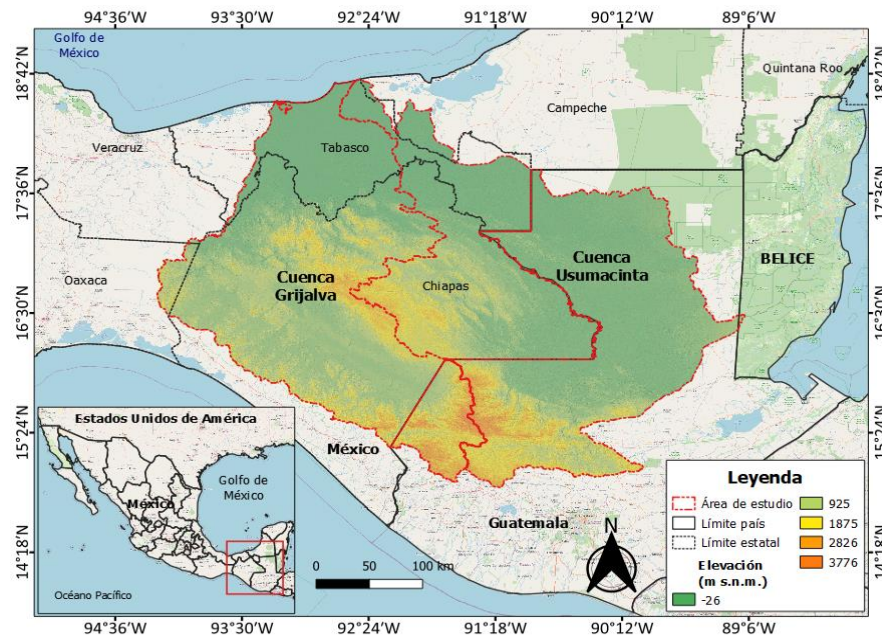 94°36'W 93°30'W 92°24'W 91°18'W 90°12'W 89°6'W
Golfo de
México
18°42'N
18°42'N
Quintana Roo
Campeche
Veracruz
Tabasco
17°36'N
17°36'N
Oaxaca
Cuenca
Grijalva
Chiapas
Cuenca
Usumacinta
BELICE
16°30'N
16°30'N
15°24'N
15°24'N
México
Guatemala
14°18'N
14°18'N
Estados Unidos de América
Golfo de
México
México
Océano Pacífico
0 50 100 km
N
Leyenda
Área de estudio
Límite país
Límite estatal
Elevación
(m s.n.m.)
-26
925
1875
2826
3776
94°36'W 93°30'W 92°24'W 91°18'W 90°12'W 89°6'W